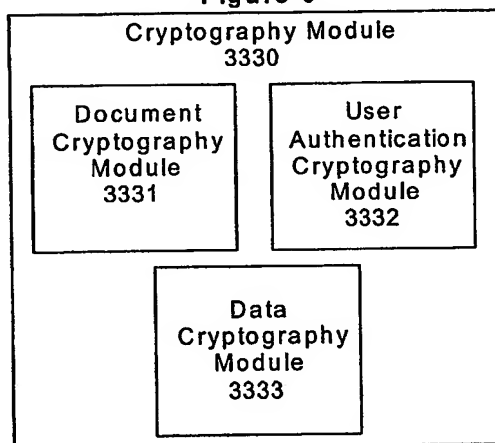 Cryptography Module
3330
Document
Cryptography
Module
3331
User
Authentication
Cryptography
Module
3332
Data
Cryptography
Module
3333